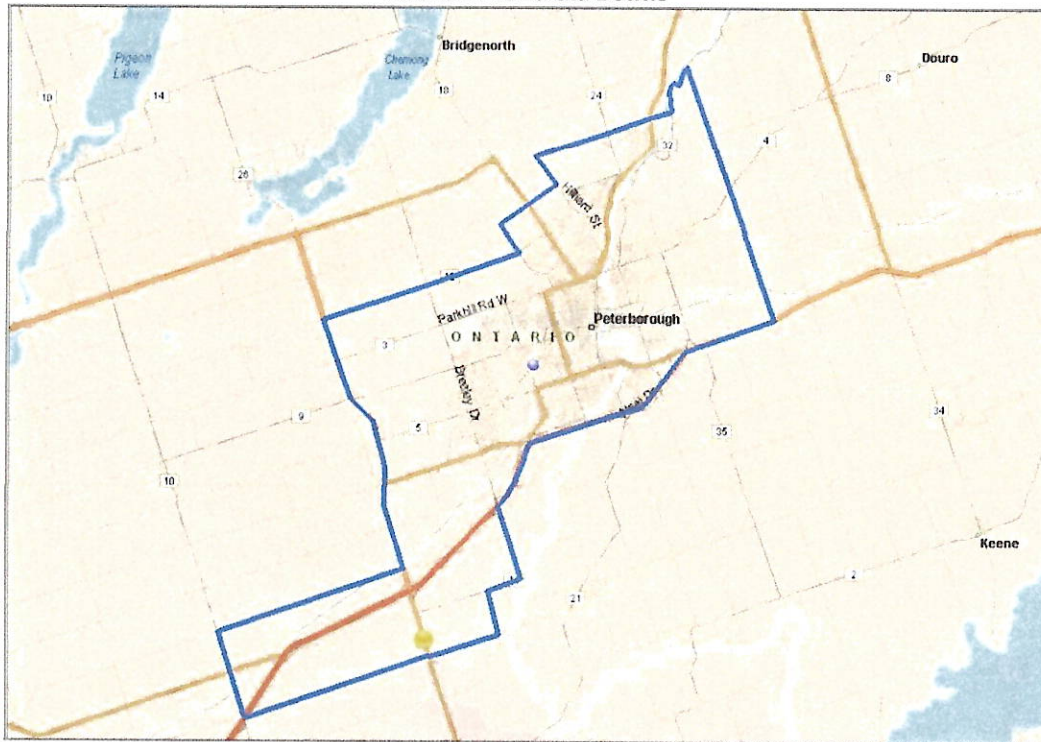 Bridgenorth
Douro
Pigeon
Lake
Chemong
Lake
10
14
18
24
8
32
4
26
Hilliard St
Parkhill Rd W
Peterborough
ONTARIO
3
Brealey Dr
9
5
35
34
10
Keene
2
21